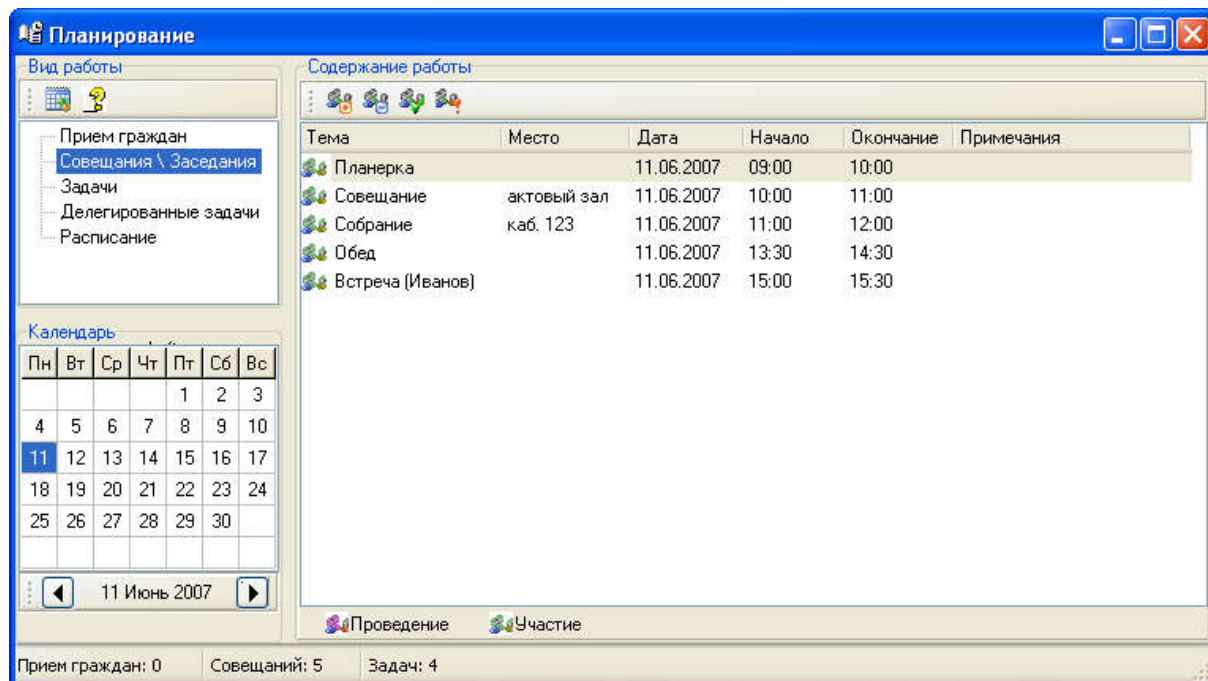 Планирование
Вид работы
Прием граждан
Совещания \ Заседания
Задачи
Делегированные задачи
Расписание
Календарь
Пн Вт Ср Чт Пт Сб Вс
1 2 3
4 5 6 7 8 9 10
11 12 13 14 15 16 17
18 19 20 21 22 23 24
25 26 27 28 29 30
11 Июнь 2007
Содержание работы
Тема Место Дата Начало Окончание Примечания
Планерка 11.06.2007 09:00 10:00
Совещание актовый зал 11.06.2007 10:00 11:00
Собрание каб. 123 11.06.2007 11:00 12:00
Обед 11.06.2007 13:30 14:30
Встреча (Иванов) 11.06.2007 15:00 15:30
Проведение Участие
Прием граждан: 0 Совещаний: 5 Задач: 4